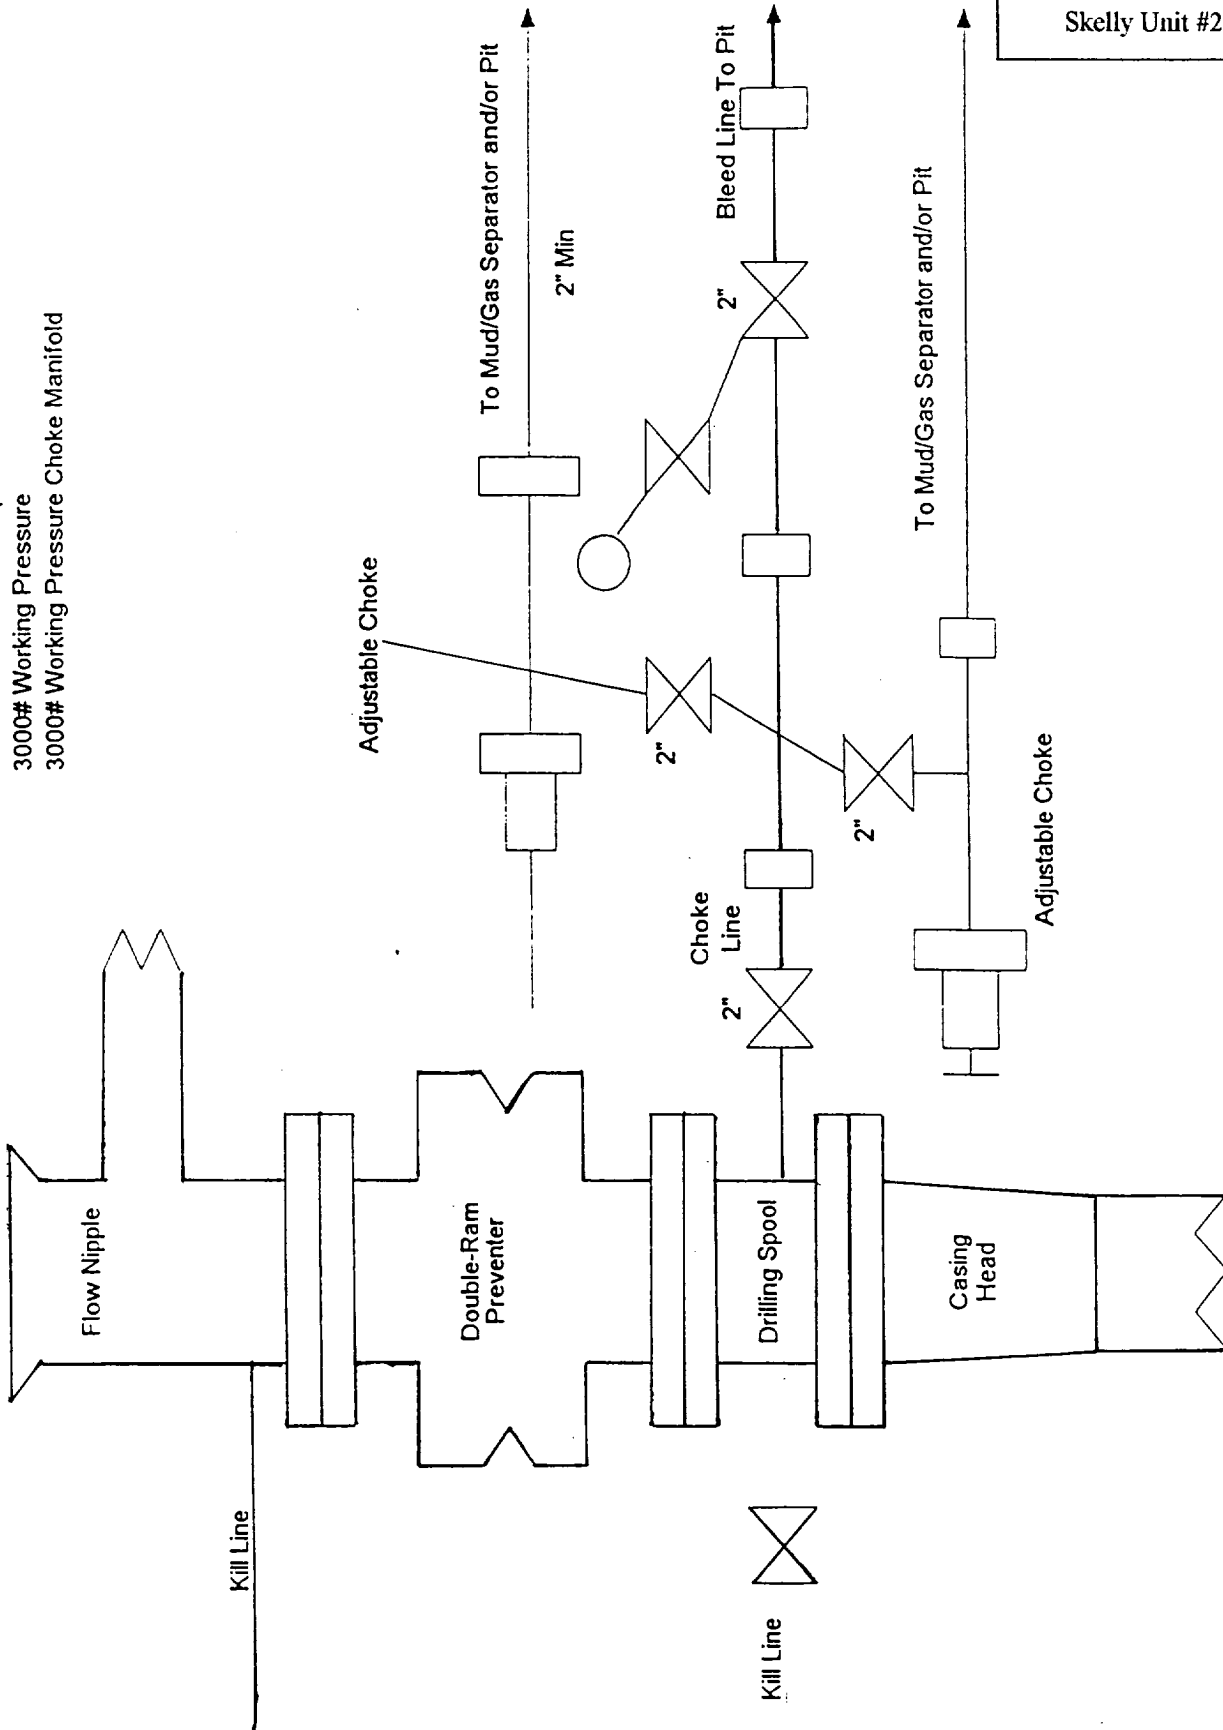 Skelly Unit #2
3000# Working Pressure
3000# Working Pressure Choke Manifold
Flow Nipple
Kill Line
Double-Ram
Preventer
Drilling Spool
Casing
Head
Kill Line
Adjustable Choke
To Mud/Gas Separator and/or Pit
2" Min
Bleed Line To Pit
2"
2"
Choke
Line
2"
2"
To Mud/Gas Separator and/or Pit
Adjustable Choke